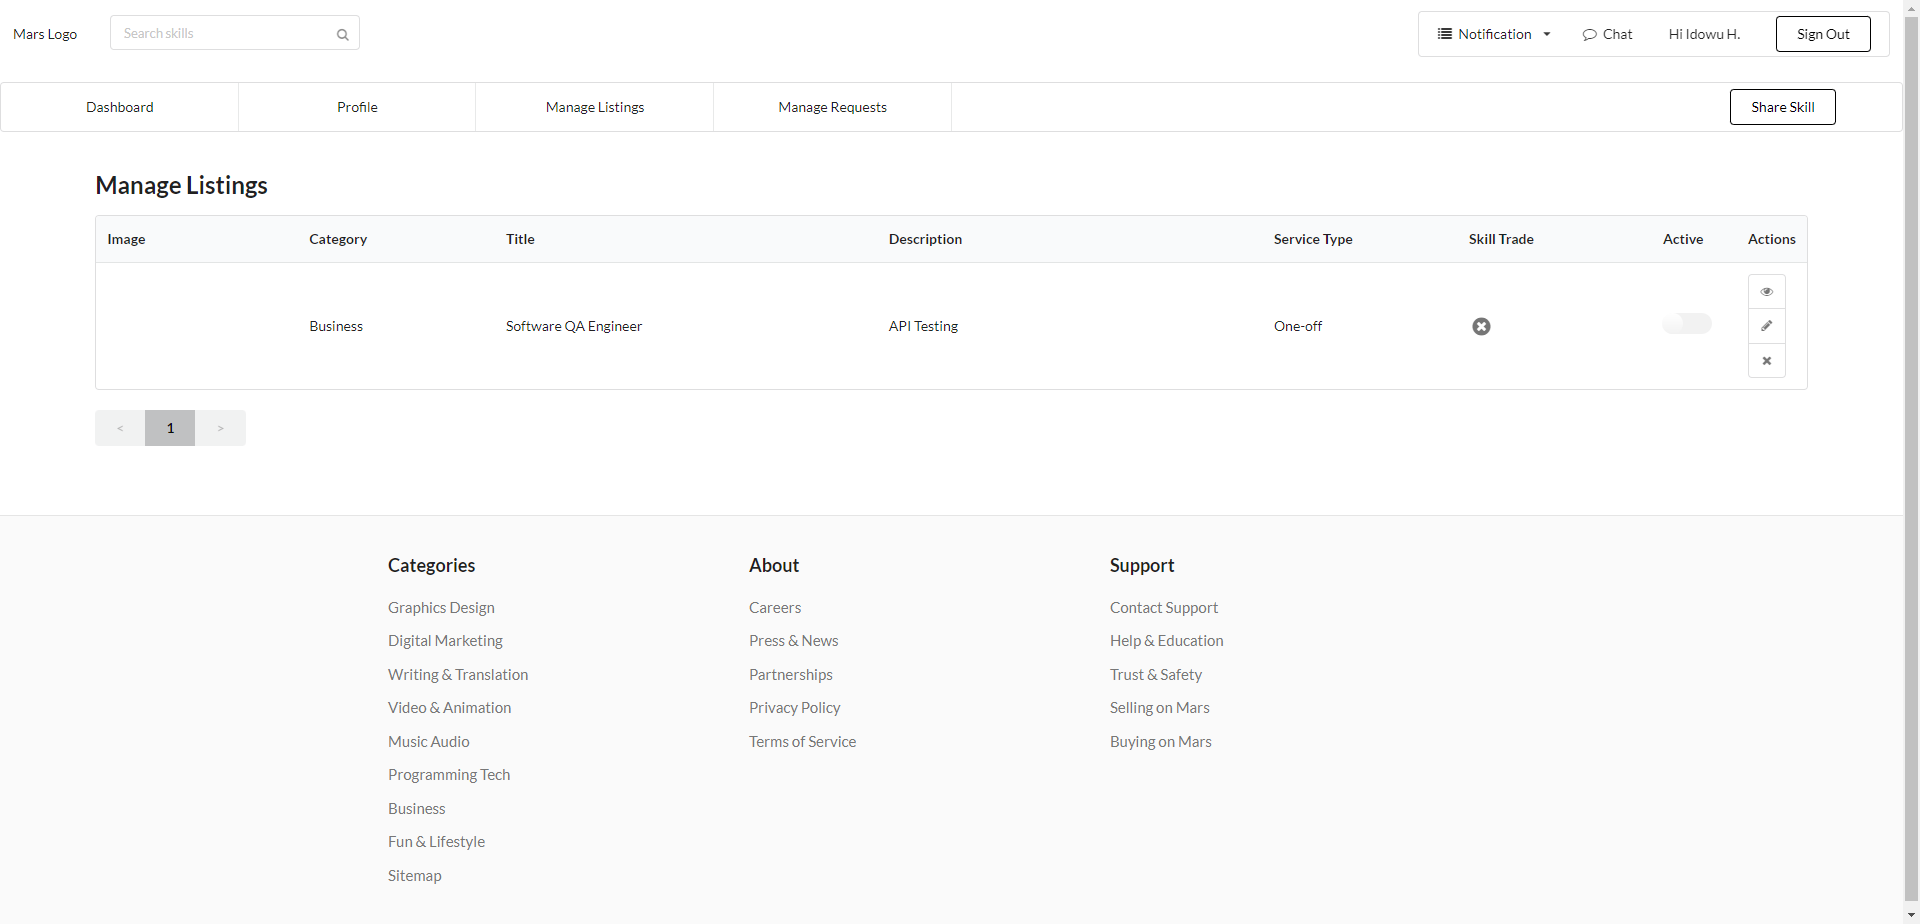 Mars Logo
Search skills
Notification
Chat
Hi Idowu H.
Sign Out
Dashboard
Profile
Manage Listings
Manage Requests
Share Skill
Manage Listings
Image Category Title Description Service Type Skill Trade Active Actions
Business Software QA Engineer API Testing One-off
< 1 >
Categories
Graphics Design
Digital Marketing
Writing & Translation
Video & Animation
Music Audio
Programming Tech
Business
Fun & Lifestyle
Sitemap
About
Careers
Press & News
Partnerships
Privacy Policy
Terms of Service
Support
Contact Support
Help & Education
Trust & Safety
Selling on Mars
Buying on Mars